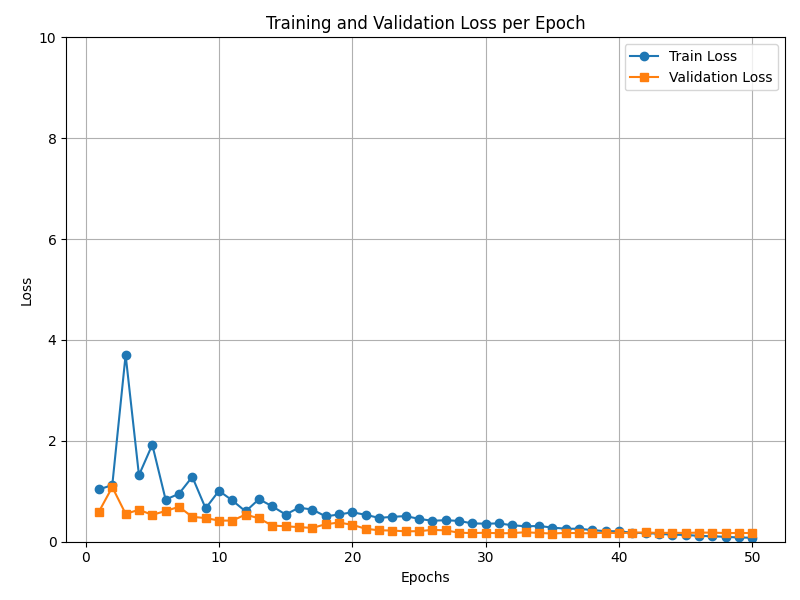 Training and Validation Loss per Epoch
Train Loss
Validation Loss
10
8
6
4
2
0
Loss
0 10 20 30 40 50
Epochs